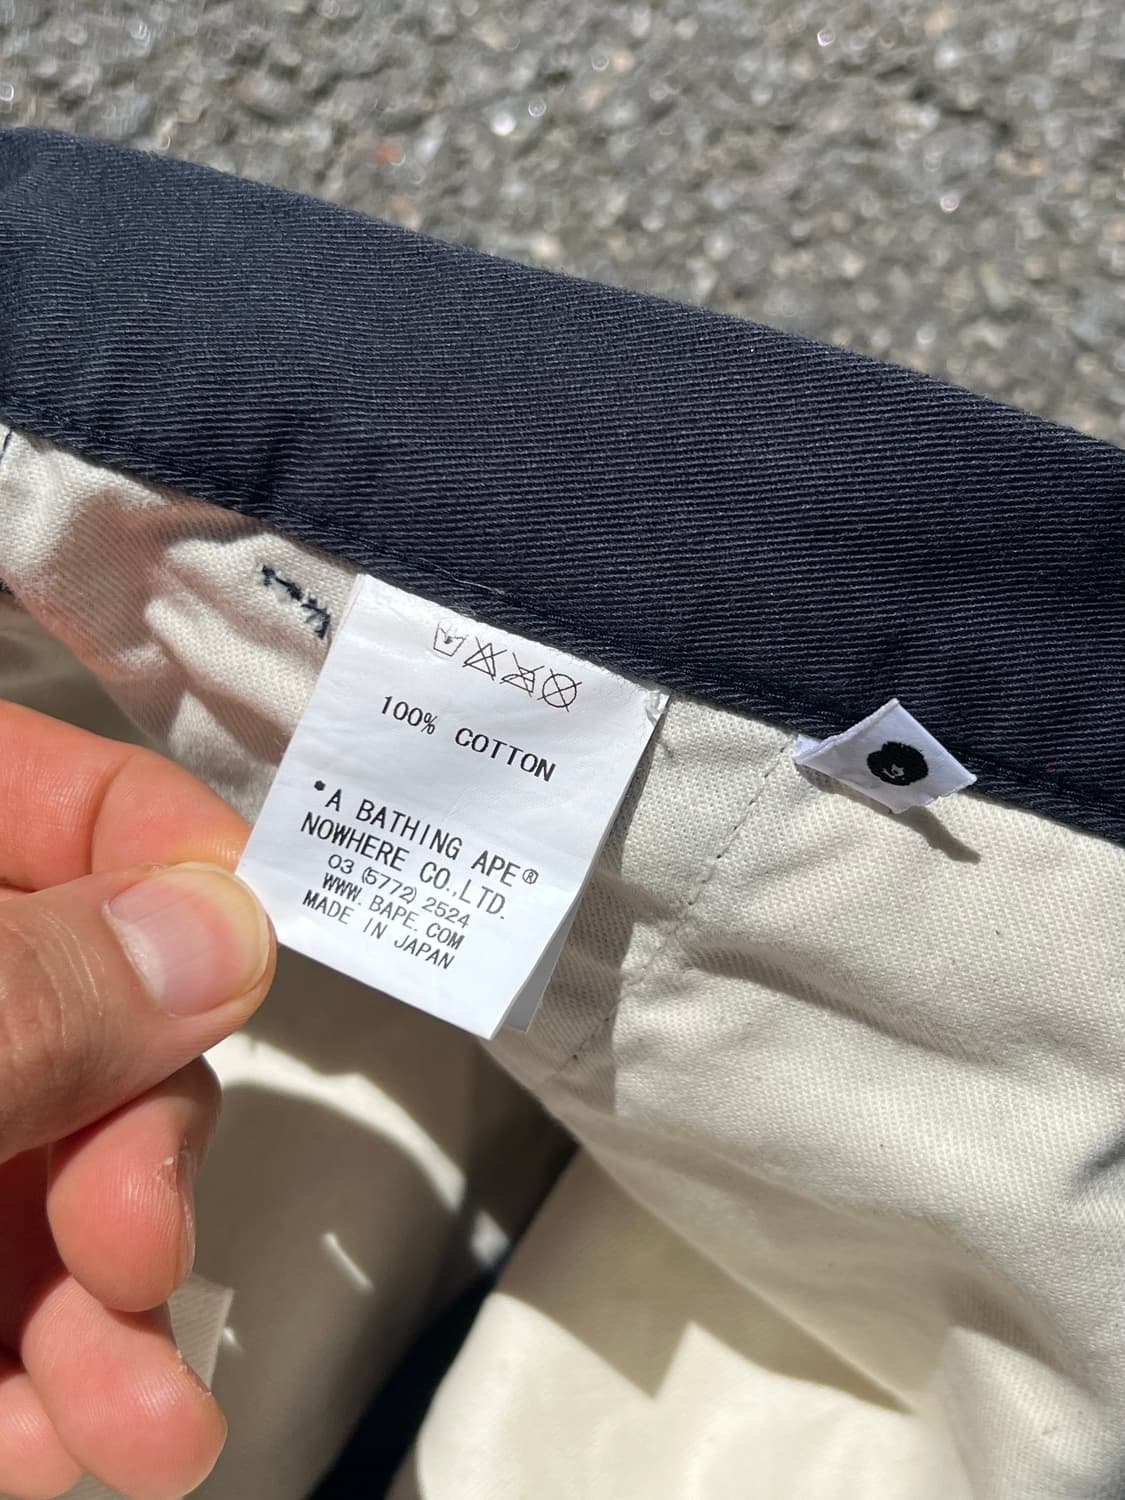 100% COTTON
•A BATHING APE®
NOWHERE CO.,LTD.
03 (5772) 2524
WWW.BAPE.COM
MADE IN JAPAN